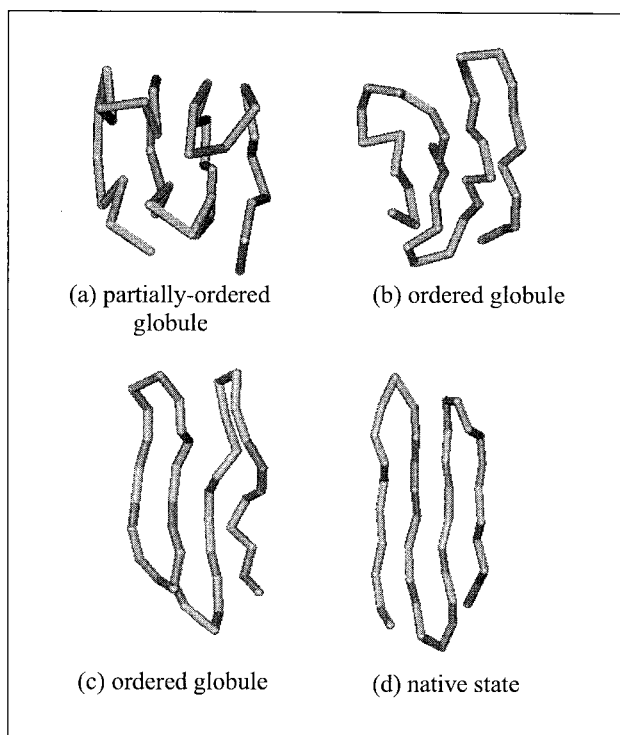 (a) partially-ordered
globule
(b) ordered globule
(c) ordered globule
(d) native state